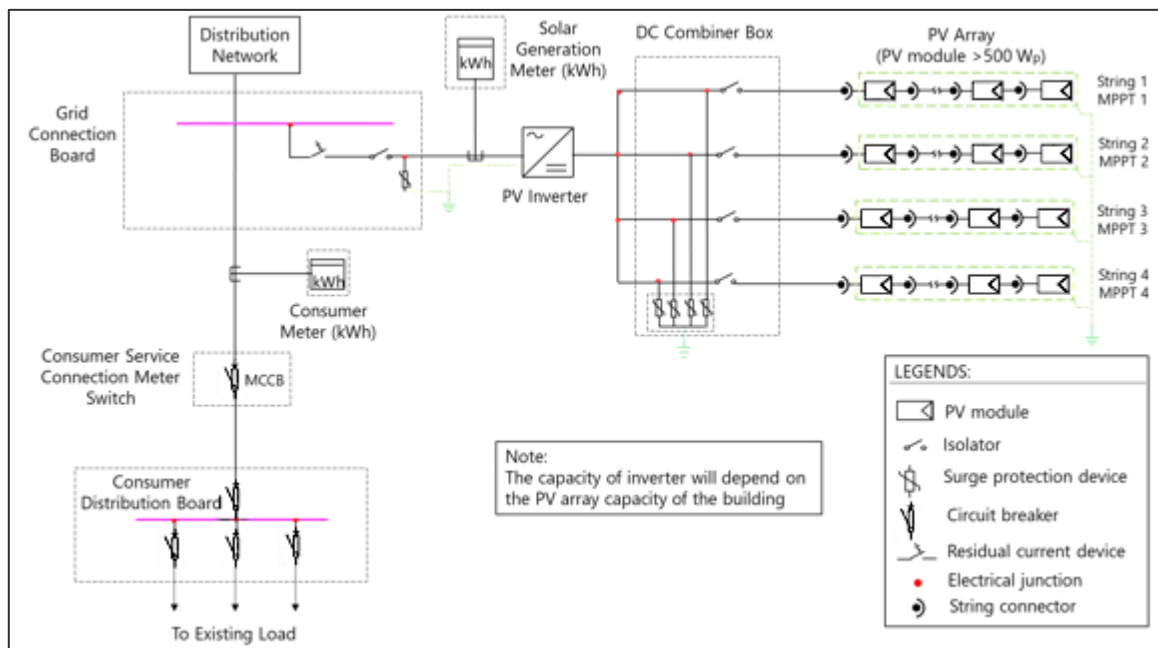 Distribution
Network
Solar
Generation
Meter (kWh)
kWh
DC Combiner Box
PV Array
(PV module >500 Wp)
String 1
MPPT 1
String 2
MPPT 2
String 3
MPPT 3
String 4
MPPT 4
Grid
Connection
Board
PV Inverter
kWh
Consumer
Meter (kWh)
Consumer Service
Connection Meter
Switch
MCCB
Consumer
Distribution Board
To Existing Load
Note:
The capacity of inverter will depend on
the PV array capacity of the building
LEGENDS:
PV module
Isolator
Surge protection device
Circuit breaker
Residual current device
Electrical junction
String connector